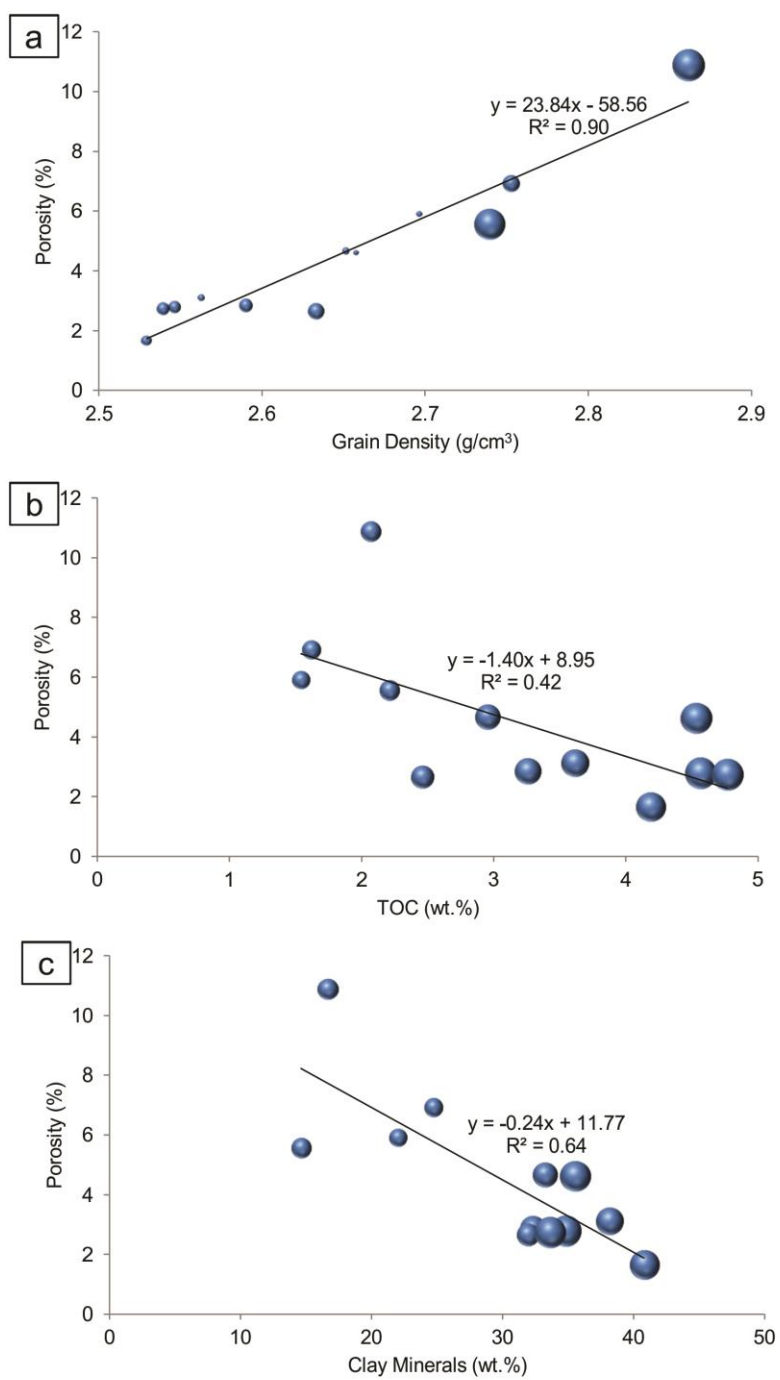 a
12
10
8
6
4
2
0
Porosity (%)
y = 23.84x - 58.56
R² = 0.90
2.5 2.6 2.7 2.8 2.9
Grain Density (g/cm³)
b
12
10
8
6
4
2
0
Porosity (%)
y = -1.40x + 8.95
R² = 0.42
0 1 2 3 4 5
TOC (wt.%)
c
12
10
8
6
4
2
0
Porosity (%)
y = -0.24x + 11.77
R² = 0.64
0 10 20 30 40 50
Clay Minerals (wt.%)